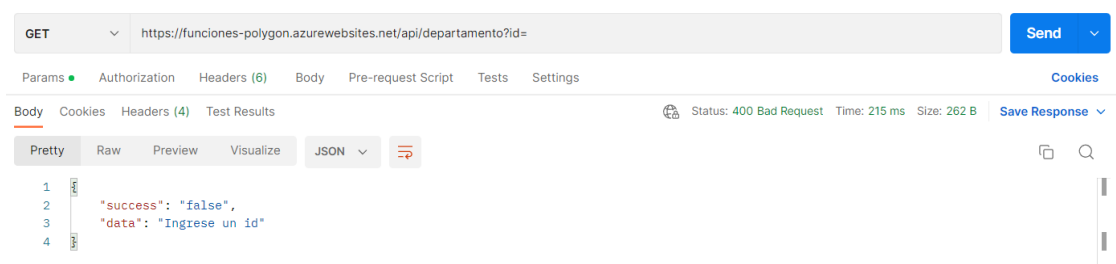 GET https://funciones-polygon.azurewebsites.net/api/departamento?id= Send
Params Authorization Headers (6) Body Pre-request Script Tests Settings Cookies
Body Cookies Headers (4) Test Results Status: 400 Bad Request Time: 215 ms Size: 262 B Save Response
Pretty Raw Preview Visualize JSON
1 {
2 "success": "false",
3 "data": "Ingrese un id"
4 }